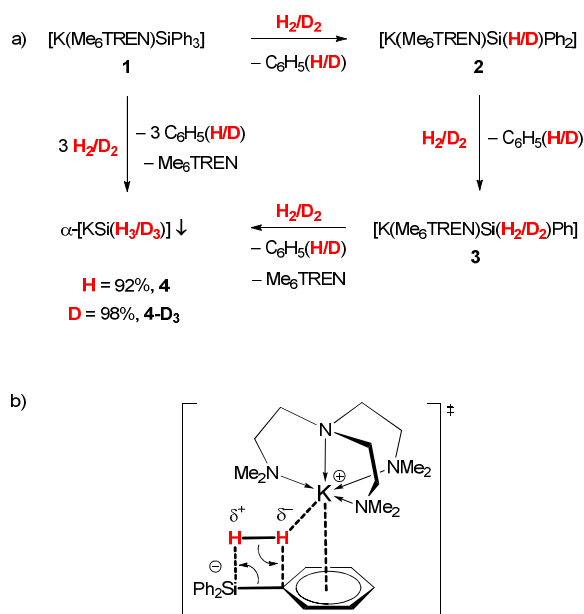 a)
[K(Me6TREN)SiPh3]
1
H2/D2
– C6H5(H/D)
[K(Me6TREN)Si(H/D)Ph2]
2
3 H2/D2
– 3 C6H5(H/D)
– Me6TREN
H2/D2
– C6H5(H/D)
α-[KSi(H3/D3)]↓
H2/D2
– C6H5(H/D)
– Me6TREN
[K(Me6TREN)Si(H2/D2)Ph]
3
H = 92%, 4
D = 98%, 4-D3
b)
‡
N
Me2N
NMe2
K
⊕
NMe2
δ+
δ–
H
H
⊖
Ph2Si